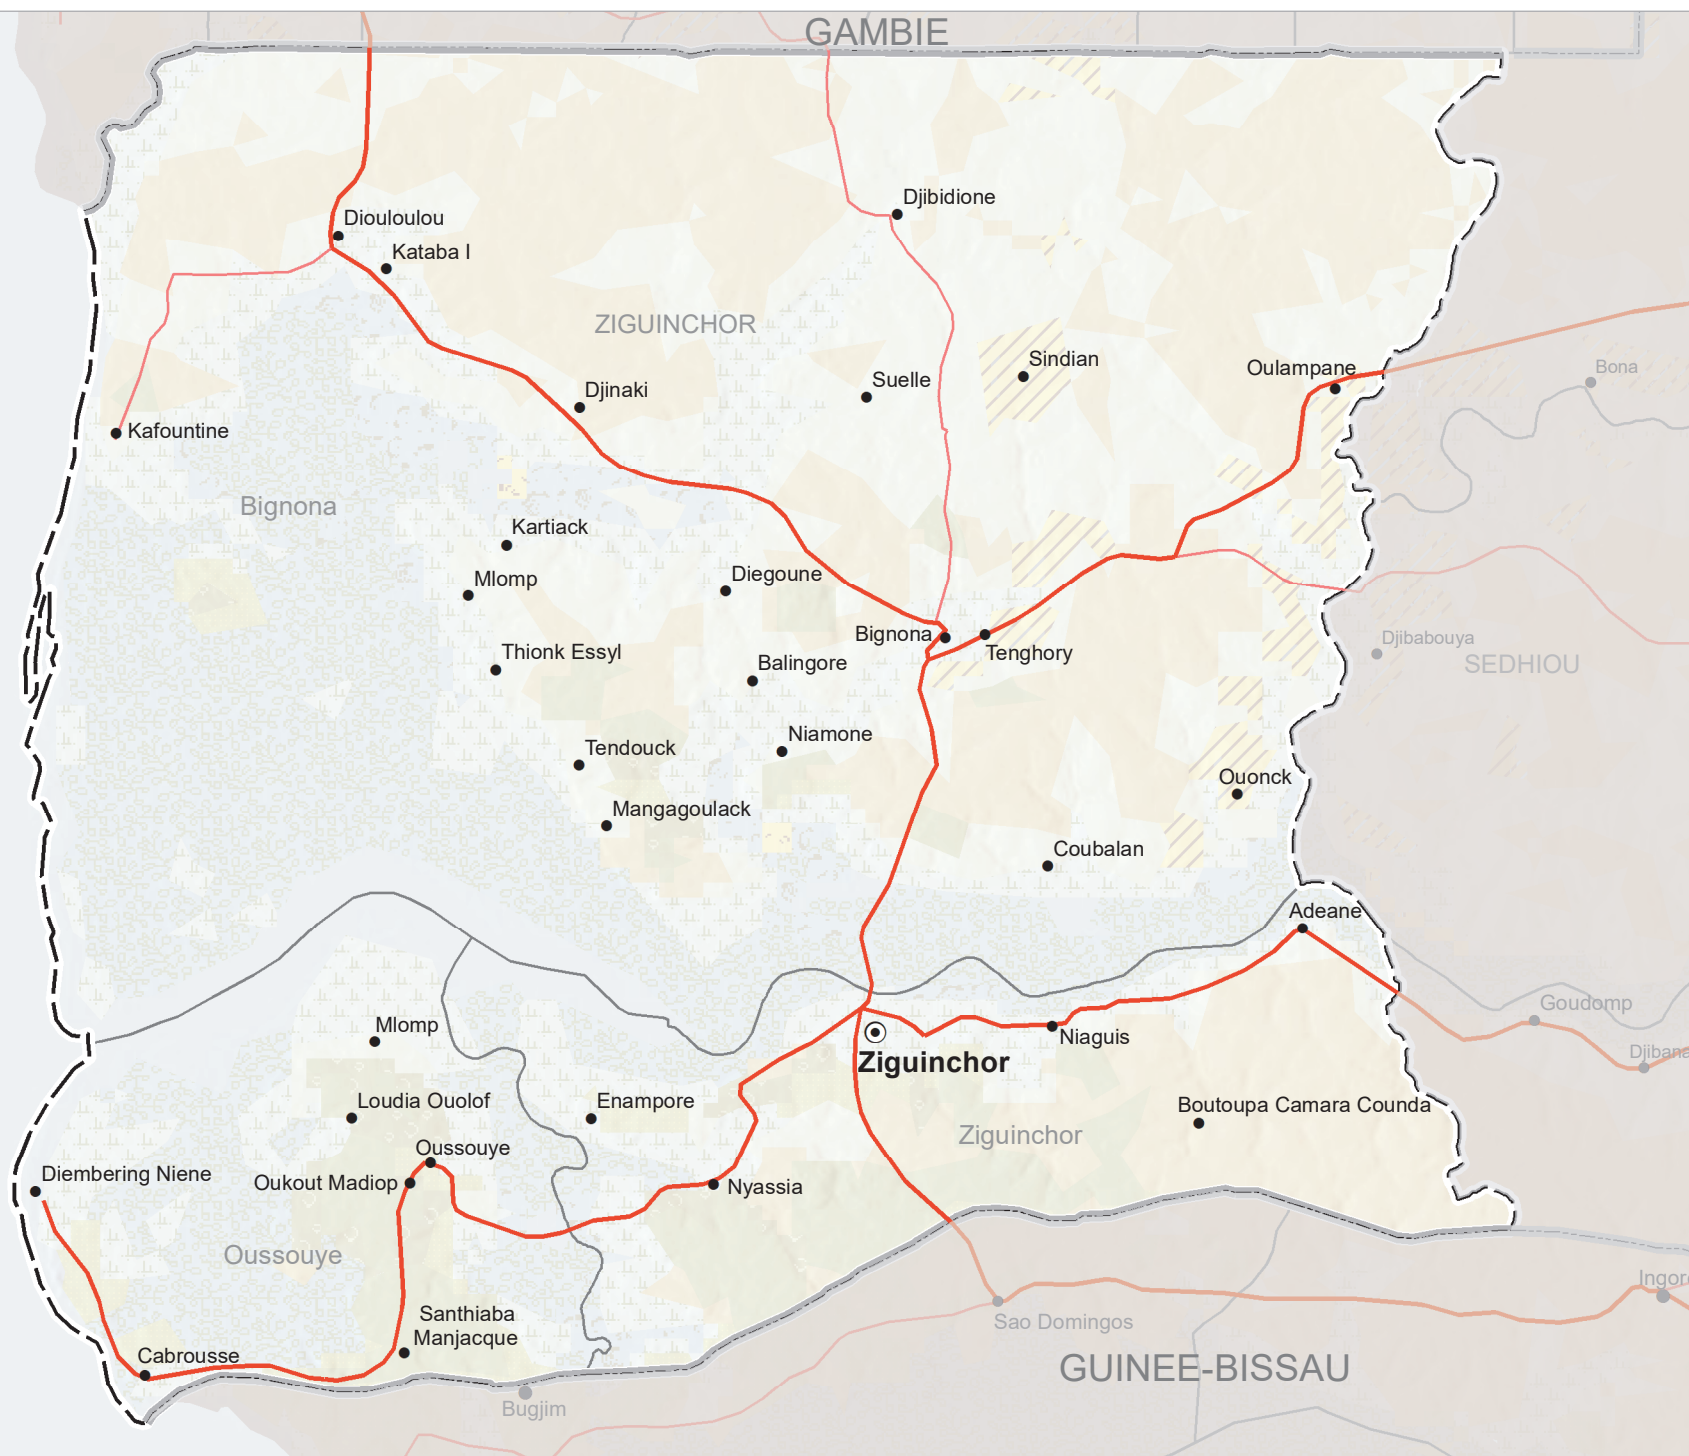 GAMBIE
Djibidione
Diouloulou
Kataba I
ZIGUINCHOR
Sindian
Oulampane
Bona
Suelle
Djinaki
Kafountine
Bignona
Kartiack
Mlomp
Diegoune
Bignona
Tenghory
Djibabouya
SEDHIOU
Thionk Essyl
Balingore
Niamone
Tendouck
Ouonck
Mangagoulack
Coubalan
Adeane
Goudomp
Mlomp
Niaguis
Djibana
Ziguinchor
Loudia Ouolof
Enampore
Boutoupa Camara Counda
Ziguinchor
Oussouye
Diembering Niene
Oukout Madiop
Nyassia
Oussouye
Ingor
Santhiaba
Manjacque
Sao Domingos
Cabrousse
GUINEE-BISSAU
Bugjim